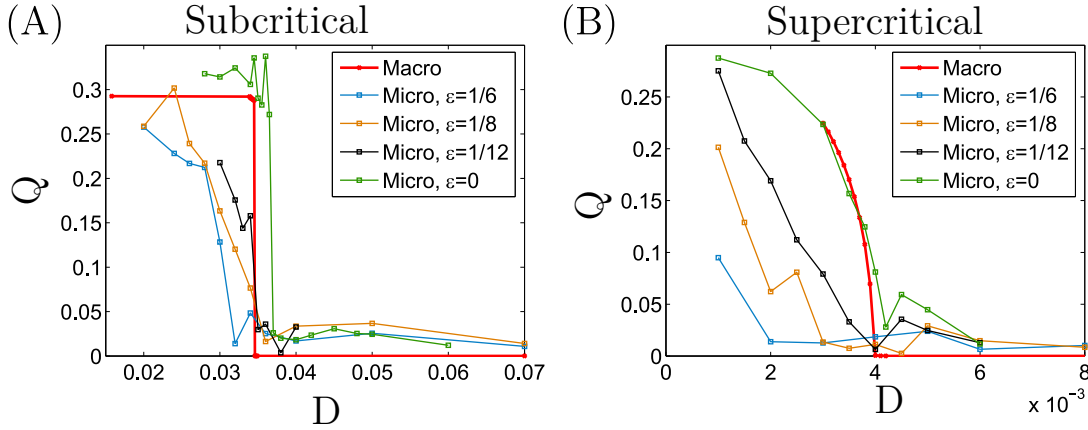 (A) Subcritical
Q
0.3
0.25
0.2
0.15
0.1
0.05
0
0.02 0.03 0.04 0.05 0.06 0.07
D
Macro
Micro, ε=1/6
Micro, ε=1/8
Micro, ε=1/12
Micro, ε=0
(B) Supercritical
Q
0.25
0.2
0.15
0.1
0.05
0
0 2 4 6 8
D
x 10⁻³
Macro
Micro, ε=1/6
Micro, ε=1/8
Micro, ε=1/12
Micro, ε=0